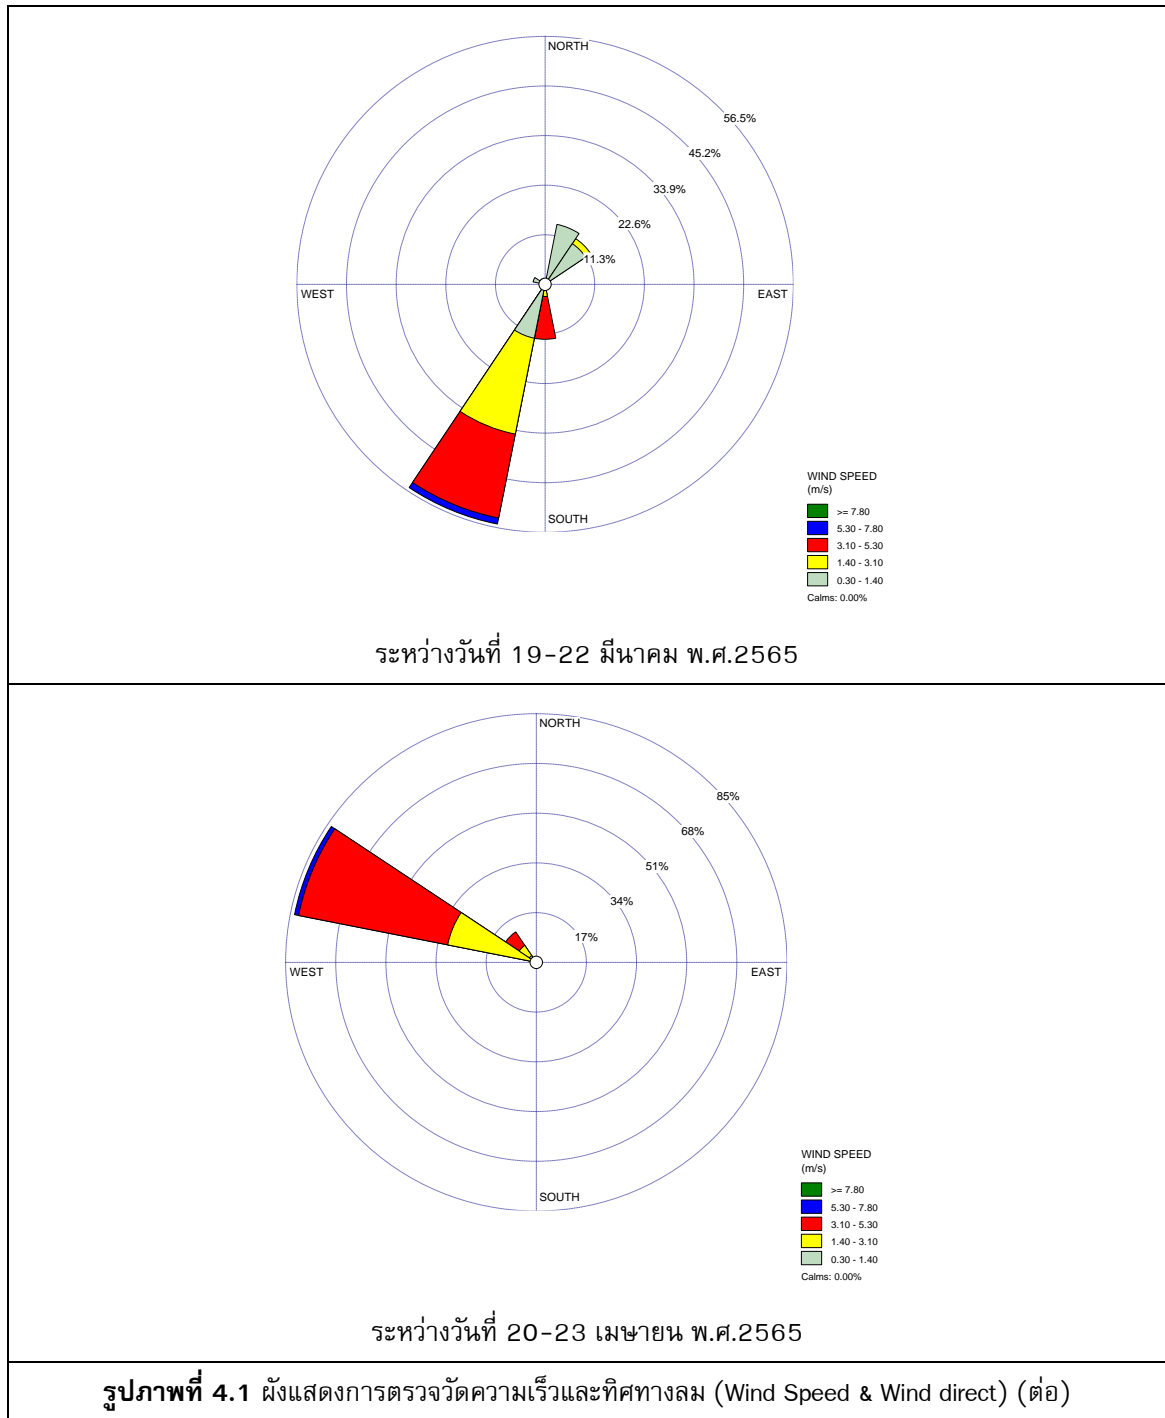 NORTH
56.5%
45.2%
33.9%
22.6%
11.3%
WEST
EAST
SOUTH
WIND SPEED
(m/s)
>= 7.80
5.30 - 7.80
3.10 - 5.30
1.40 - 3.10
0.30 - 1.40
Calms: 0.00%
ระหว่างวันที่ 19-22 มีนาคม พ.ศ.2565
NORTH
85%
68%
51%
34%
17%
WEST
EAST
SOUTH
WIND SPEED
(m/s)
>= 7.80
5.30 - 7.80
3.10 - 5.30
1.40 - 3.10
0.30 - 1.40
Calms: 0.00%
ระหว่างวันที่ 20-23 เมษายน พ.ศ.2565
รูปภาพที่ 4.1 ผังแสดงการตรวจวัดความเร็วและทิศทางลม (Wind Speed & Wind direct) (ต่อ)